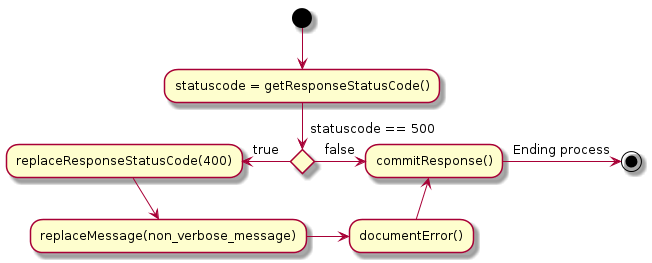 statuscode = getResponseStatusCode()
statuscode == 500
true
false
Ending process
replaceResponseStatusCode(400)
commitResponse()
replaceMessage(non_verbose_message)
documentError()